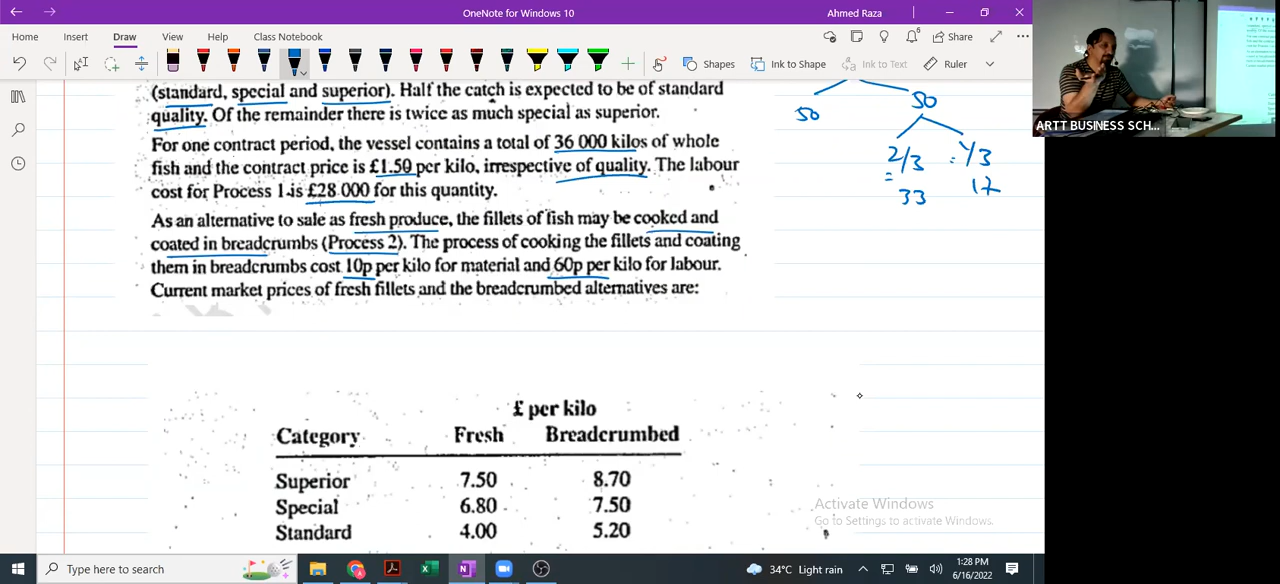 OneNote for Windows 10
Ahmed Raza
Home Insert Draw View Help Class Notebook
Share
Shapes Ink to Shape Ink to Text Ruler
(standard, special and superior). Half the catch is expected to be of standard
quality. Of the remainder there is twice as much special as superior.
For one contract period, the vessel contains a total of 36 000 kilos of whole
fish and the contract price is £1.50 per kilo, irrespective of quality. The labour
cost for Process 1 is £28 000 for this quantity.
As an alternative to sale as fresh produce, the fillets of fish may be cooked and
coated in breadcrumbs (Process 2). The process of cooking the fillets and coating
them in breadcrumbs cost 10p per kilo for material and 60p per kilo for labour.
Current market prices of fresh fillets and the breadcrumbed alternatives are:
50 50
2/3 = 1/3
= 33 17
£ per kilo
Category Fresh Breadcrumbed
Superior 7.50 8.70
Special 6.80 7.50
Standard 4.00 5.20
ARTT BUSINESS SCH...
Activate Windows
Go to Settings to activate Windows.
Type here to search
34°C Light rain
1:28 PM
6/16/2022